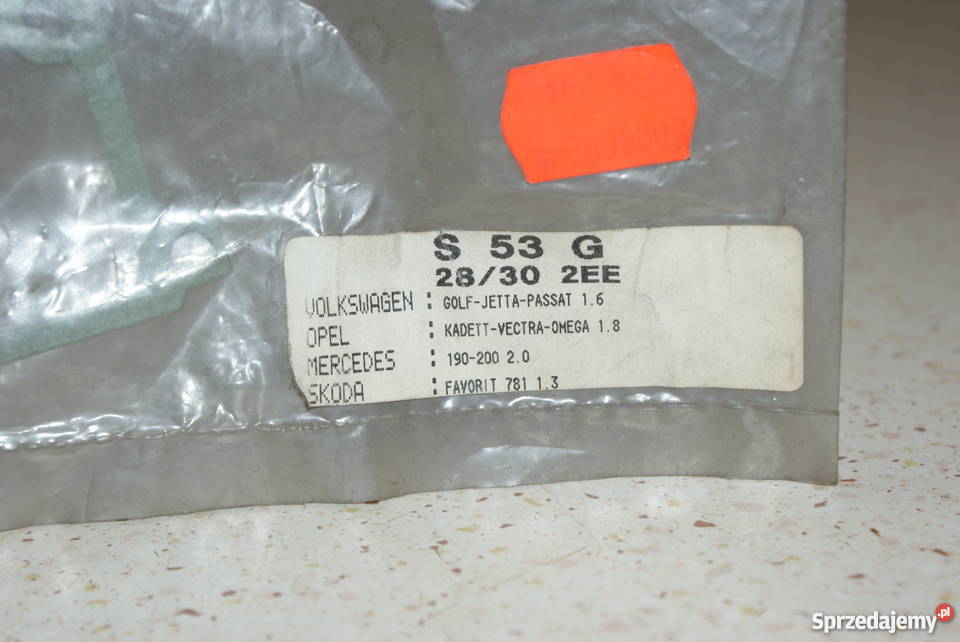 S 53 G
28/30 2EE
VOLKSWAGEN : GOLF-JETTA-PASSAT 1.6
OPEL : KADETT-VECTRA-OMEGA 1.8
MERCEDES : 190-200 2.0
SKODA : FAVORIT 781 1.3
Sprzedajemy.pl